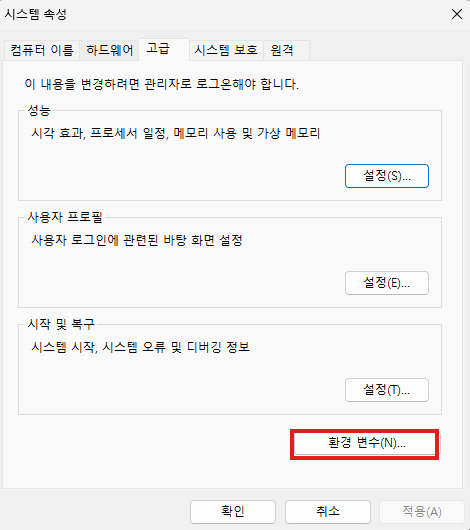 시스템 속성
컴퓨터 이름 하드웨어 고급 시스템 보호 원격
이 내용을 변경하려면 관리자로 로그온해야 합니다.
성능
시각 효과, 프로세서 일정, 메모리 사용 및 가상 메모리
설정(S)...
사용자 프로필
사용자 로그인에 관련된 바탕 화면 설정
설정(E)...
시작 및 복구
시스템 시작, 시스템 오류 및 디버깅 정보
설정(T)...
환경 변수(N)...
확인 취소 적용(A)